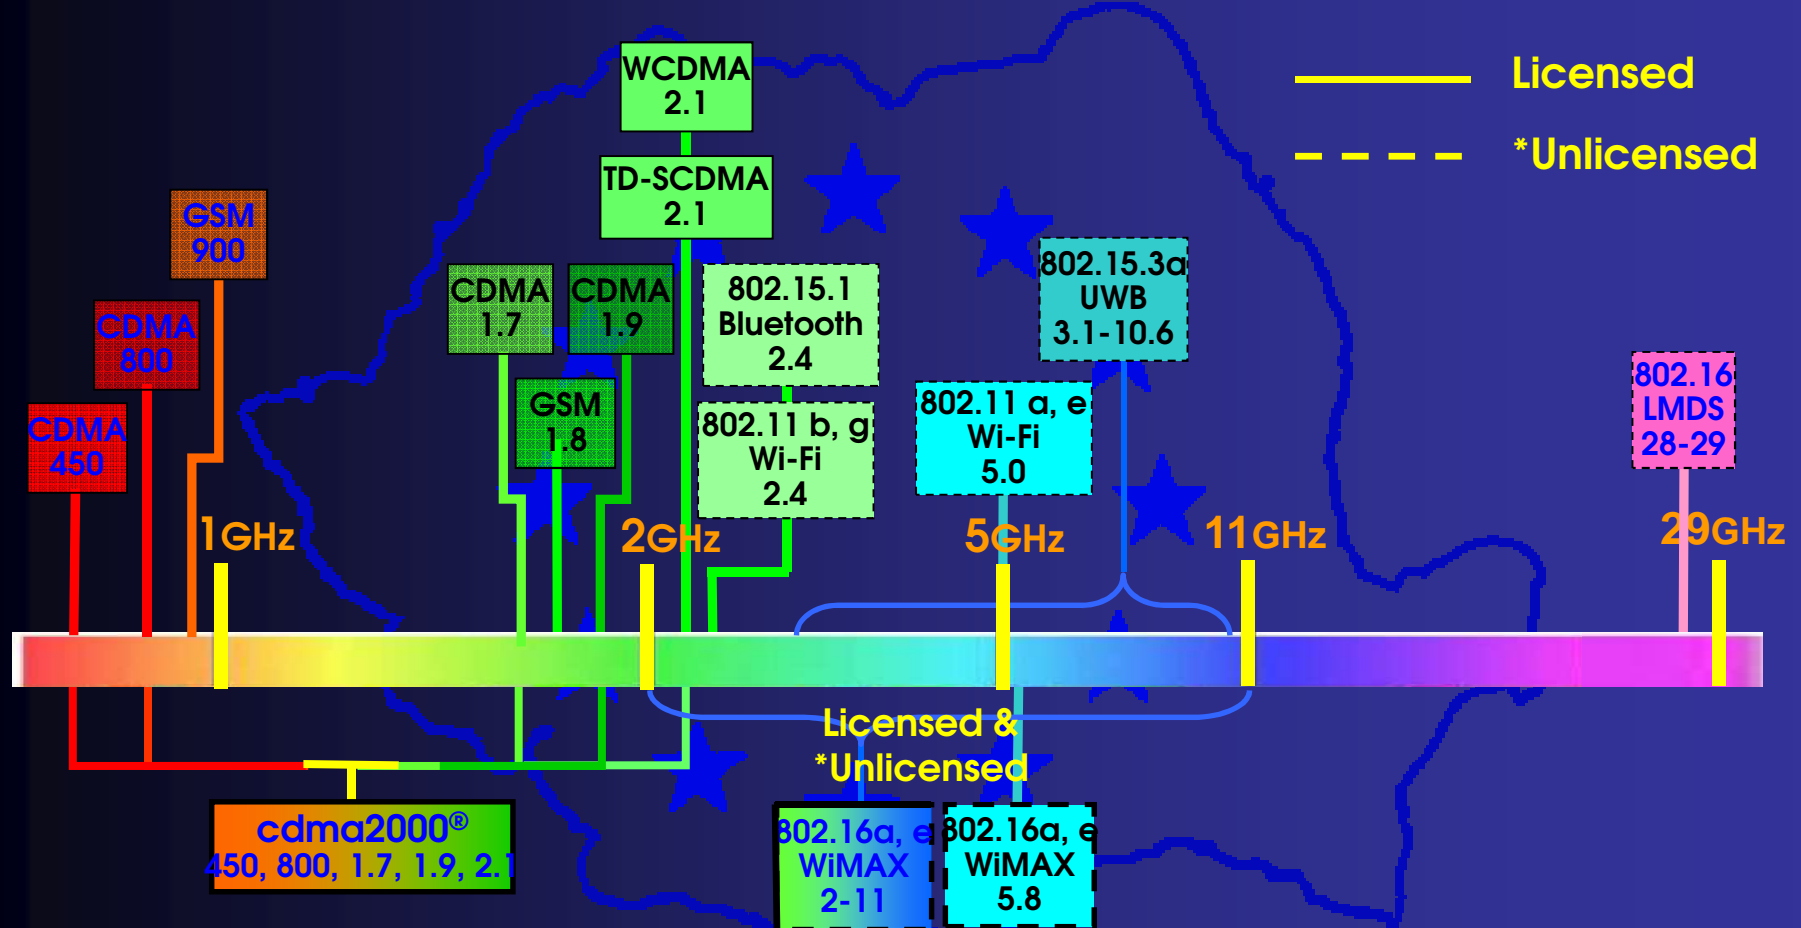 WCDMA
2.1
TD-SCDMA
2.1
Licensed
*Unlicensed
GSM
900
CDMA
800
CDMA
450
CDMA
1.7
CDMA
1.9
GSM
1.8
802.15.1
Bluetooth
2.4
802.11 b, g
Wi-Fi
2.4
802.15.3a
UWB
3.1-10.6
802.11 a, e
Wi-Fi
5.0
802.16
LMDS
28-29
1GHz
2GHz
5GHz
11GHz
29GHz
Licensed &
*Unlicensed
cdma2000®
450, 800, 1.7, 1.9, 2.1
802.16a, e
WiMAX
2-11
802.16a, e
WiMAX
5.8